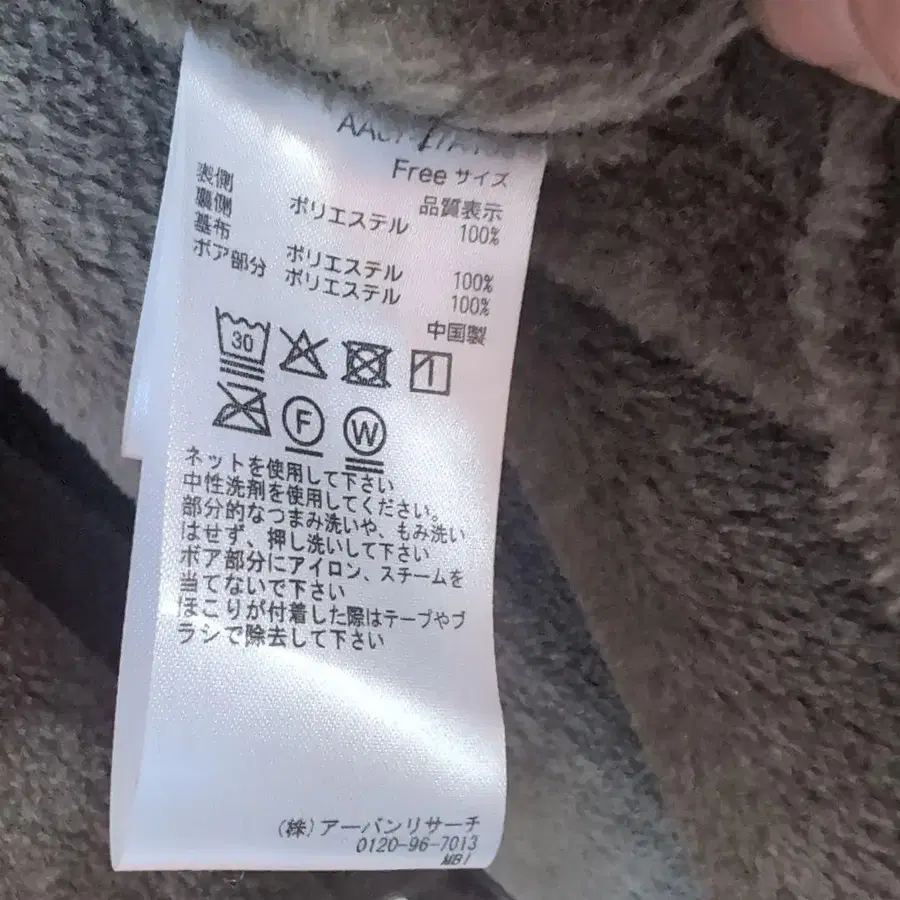 Free サイズ
品質表示
表側 ポリエステル 100%
裏側
基布 ポリエステル 100%
ボア部分 ポリエステル 100%
中国製
30
F W
ネットを使用して下さい
中性洗剤を使用してください。
部分的なつまみ洗いや、もみ洗い
はせず、押し洗いして下さい
ボア部分にアイロン、スチームを
当てないで下さい
ほこりが付着した際はテープやブ
ラシで除去して下さい
(株)アーバンリサーチ
0120-96-7013
MBI